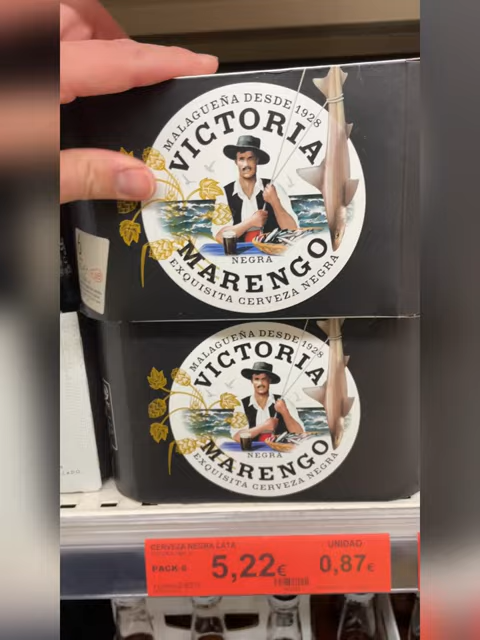 MALAGUEÑA DESDE 1928
VICTORIA
NEGRA
MARENGO
EXQUISITA CERVEZA NEGRA
MALAGUEÑA DESDE 1928
VICTORIA
NEGRA
MARENGO
EXQUISITA CERVEZA NEGRA
CERVEZA NEGRA LATA
PACK-6 5,22€
UNIDAD
0,87€